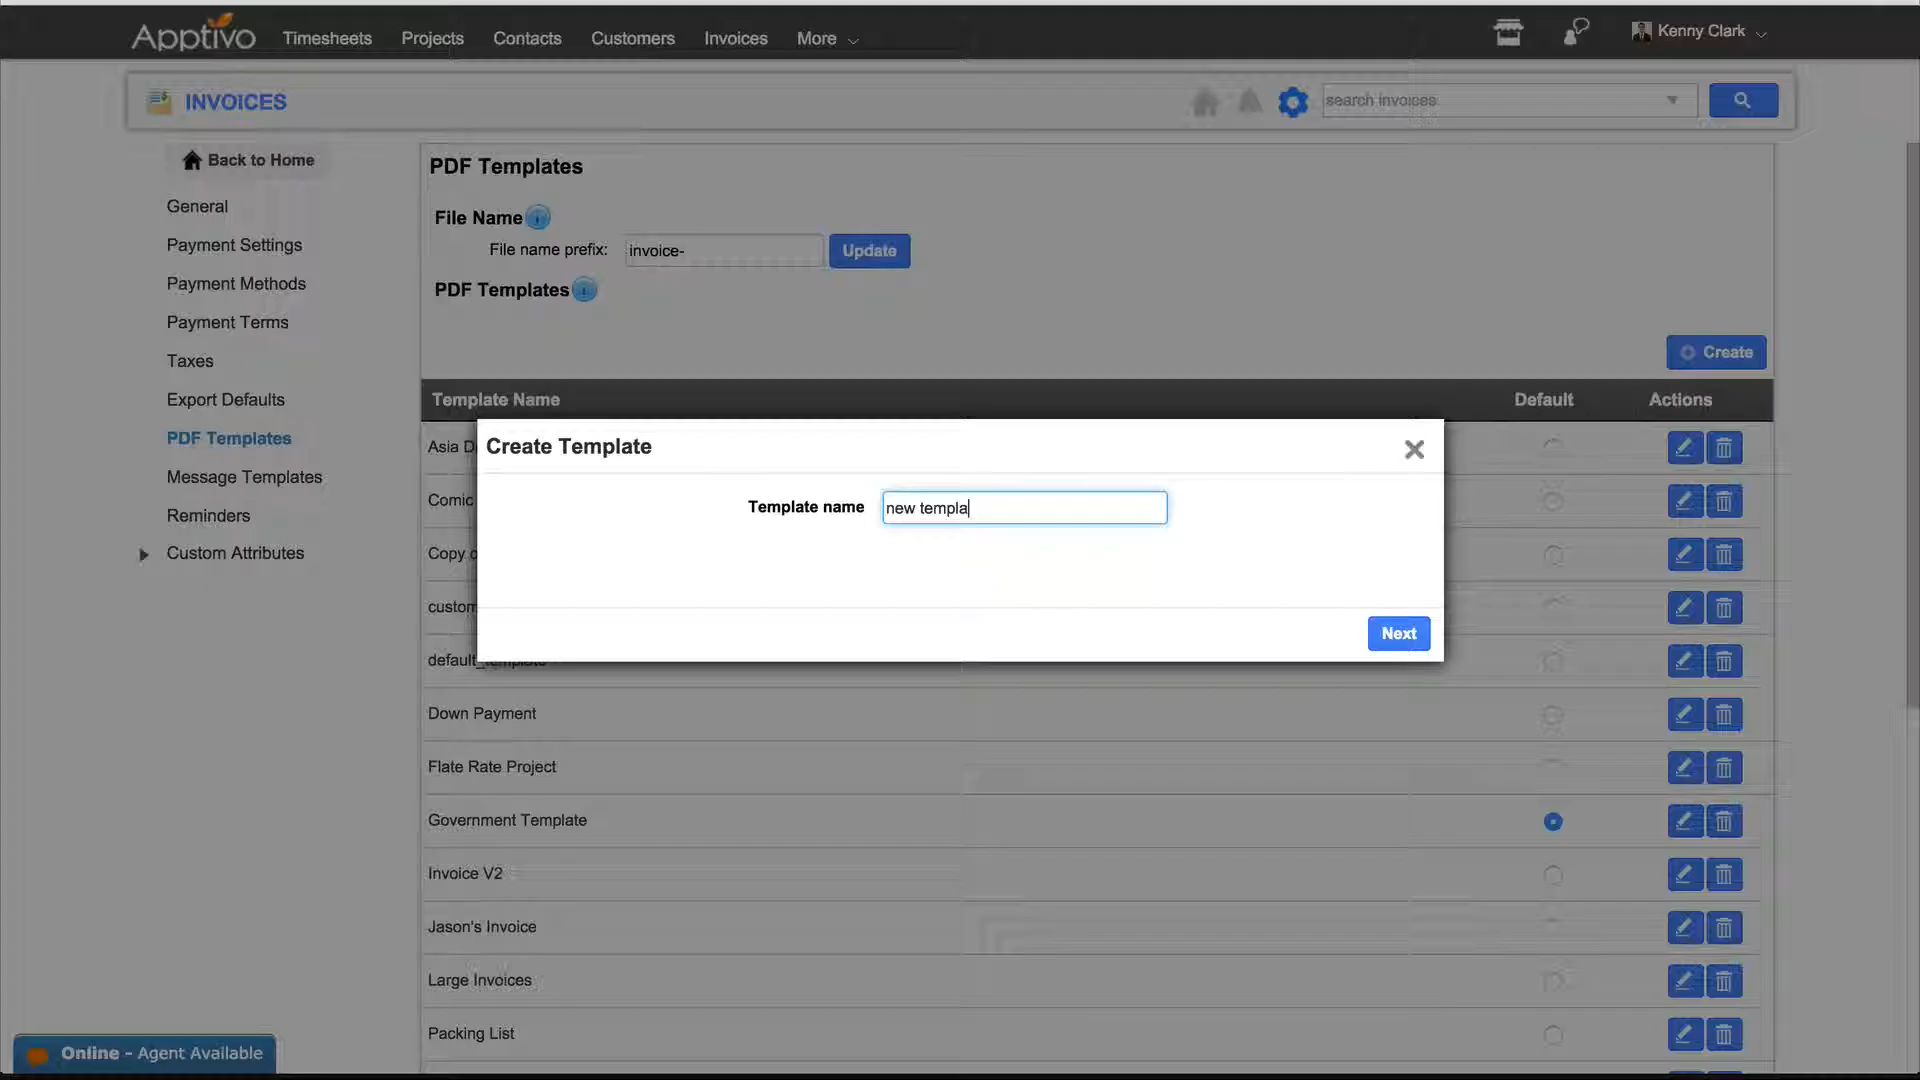 Apptivo Timesheets Projects Contacts Customers Invoices More Kenny Clark
INVOICES search invoices
Back to Home
General
Payment Settings
Payment Methods
Payment Terms
Taxes
Export Defaults
PDF Templates
Message Templates
Reminders
Custom Attributes
PDF Templates
File Name
File name prefix: invoice- Update
PDF Templates
Create
Template Name Default Actions
Asia
Comic
Copy
default_template
Down Payment
Flate Rate Project
Government Template
Invoice V2
Jason's Invoice
Large Invoices
Packing List
Create Template
Template name new templa
Next
Online - Agent Available